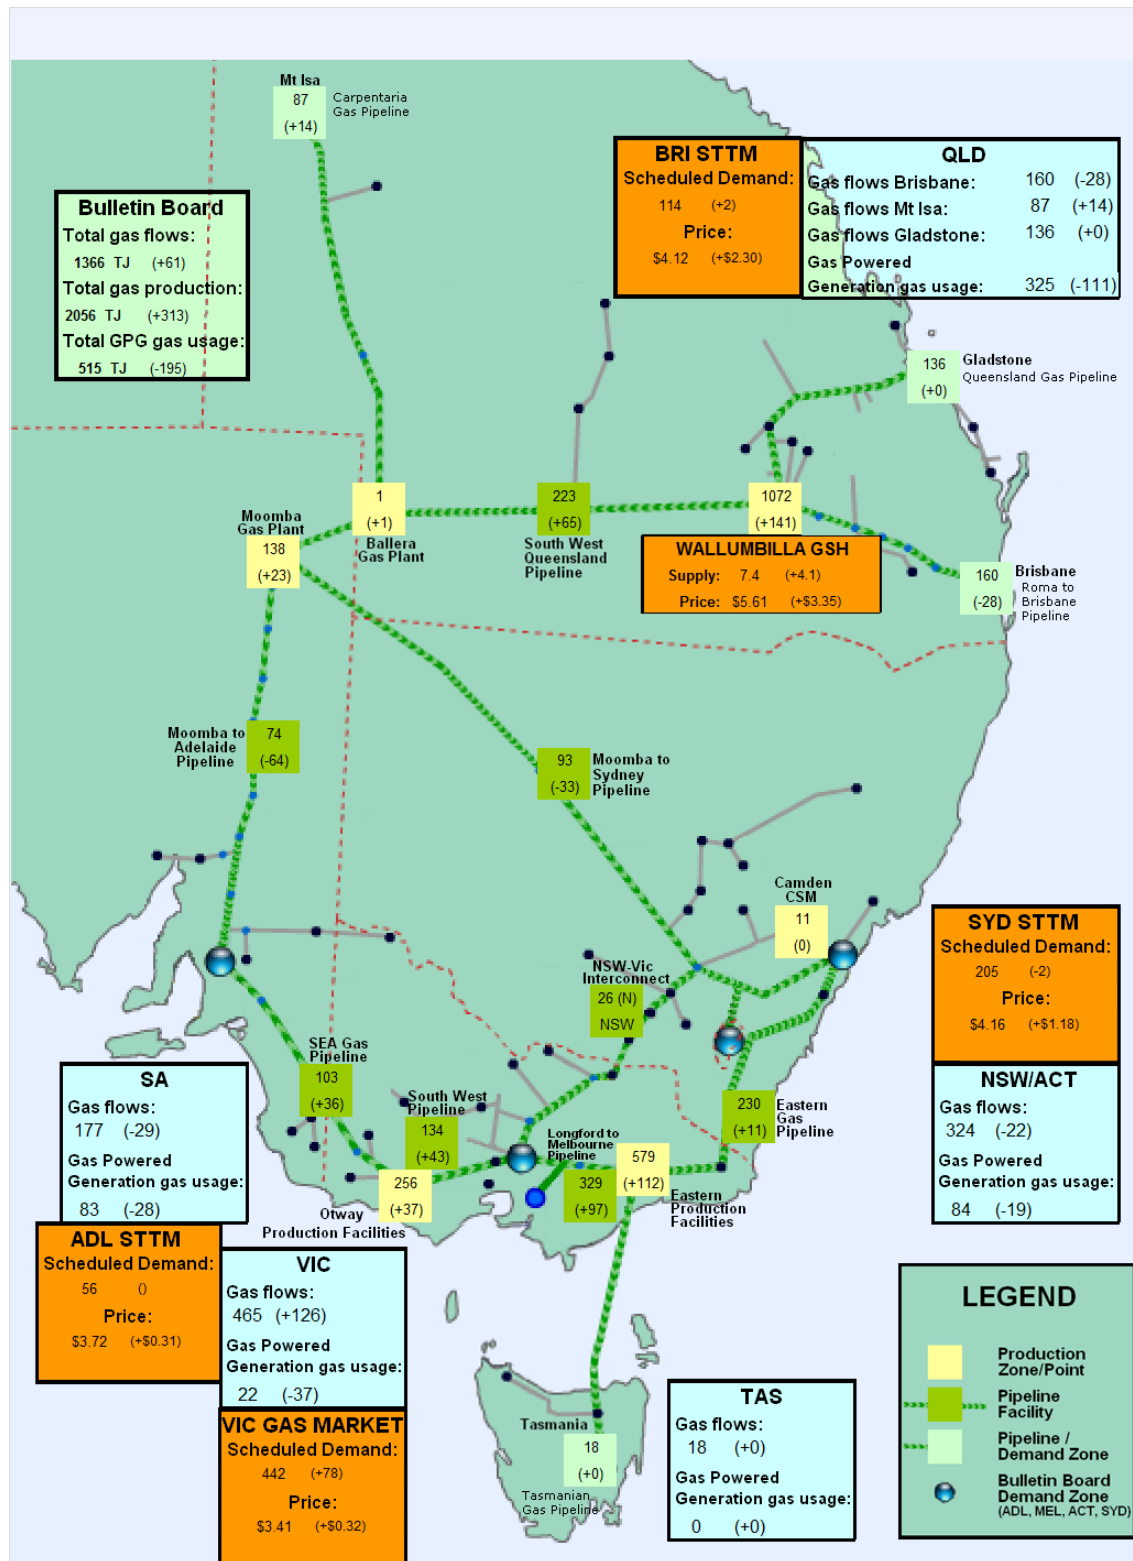 Mt Isa
87
(+14)
Carpentaria
Gas Pipeline
BRI STTM
Scheduled Demand:
114 (+2)
Price:
$4.12 (+$2.30)
QLD
Gas flows Brisbane: 160 (-28)
Gas flows Mt Isa: 87 (+14)
Gas flows Gladstone: 136 (+0)
Gas Powered
Generation gas usage: 325 (-111)
Bulletin Board
Total gas flows:
1366 TJ (+61)
Total gas production:
2056 TJ (+313)
Total GPG gas usage:
515 TJ (-195)
136
(+0)
Gladstone
Queensland Gas Pipeline
Moomba
Gas Plant
138
(+23)
1
(+1)
Ballera
Gas Plant
223
(+65)
South West
Queensland
Pipeline
1072
(+141)
WALLUMBILLA GSH
Supply: 7.4 (+4.1)
Price: $5.61 (+$3.35)
160
(-28)
Brisbane
Roma to
Brisbane
Pipeline
Moomba to
Adelaide
Pipeline
74
(-64)
93
(-33)
Moomba to
Sydney
Pipeline
Camden
CSM
11
(0)
NSW-Vic
Interconnect
26 (N)
NSW
SYD STTM
Scheduled Demand:
205 (-2)
Price:
$4.16 (+$1.18)
SEA Gas
Pipeline
103
(+36)
South West
Pipeline
134
(+43)
Longford to
Melbourne
Pipeline
329
(+97)
579
(+112)
Eastern
Production
Facilities
230
(+11)
Eastern
Gas
Pipeline
256
(+37)
Otway
Production Facilities
SA
Gas flows:
177 (-29)
Gas Powered
Generation gas usage:
83 (-28)
NSW/ACT
Gas flows:
324 (-22)
Gas Powered
Generation gas usage:
84 (-19)
ADL STTM
Scheduled Demand:
56 ()
Price:
$3.72 (+$0.31)
VIC
Gas flows:
465 (+126)
Gas Powered
Generation gas usage:
22 (-37)
VIC GAS MARKET
Scheduled Demand:
442 (+78)
Price:
$3.41 (+$0.32)
Tasmania
18
(+0)
Tasmanian
Gas Pipeline
TAS
Gas flows:
18 (+0)
Gas Powered
Generation gas usage:
0 (+0)
LEGEND
Production
Zone/Point
Pipeline
Facility
Pipeline /
Demand Zone
Bulletin Board
Demand Zone
(ADL, MEL, ACT, SYD)